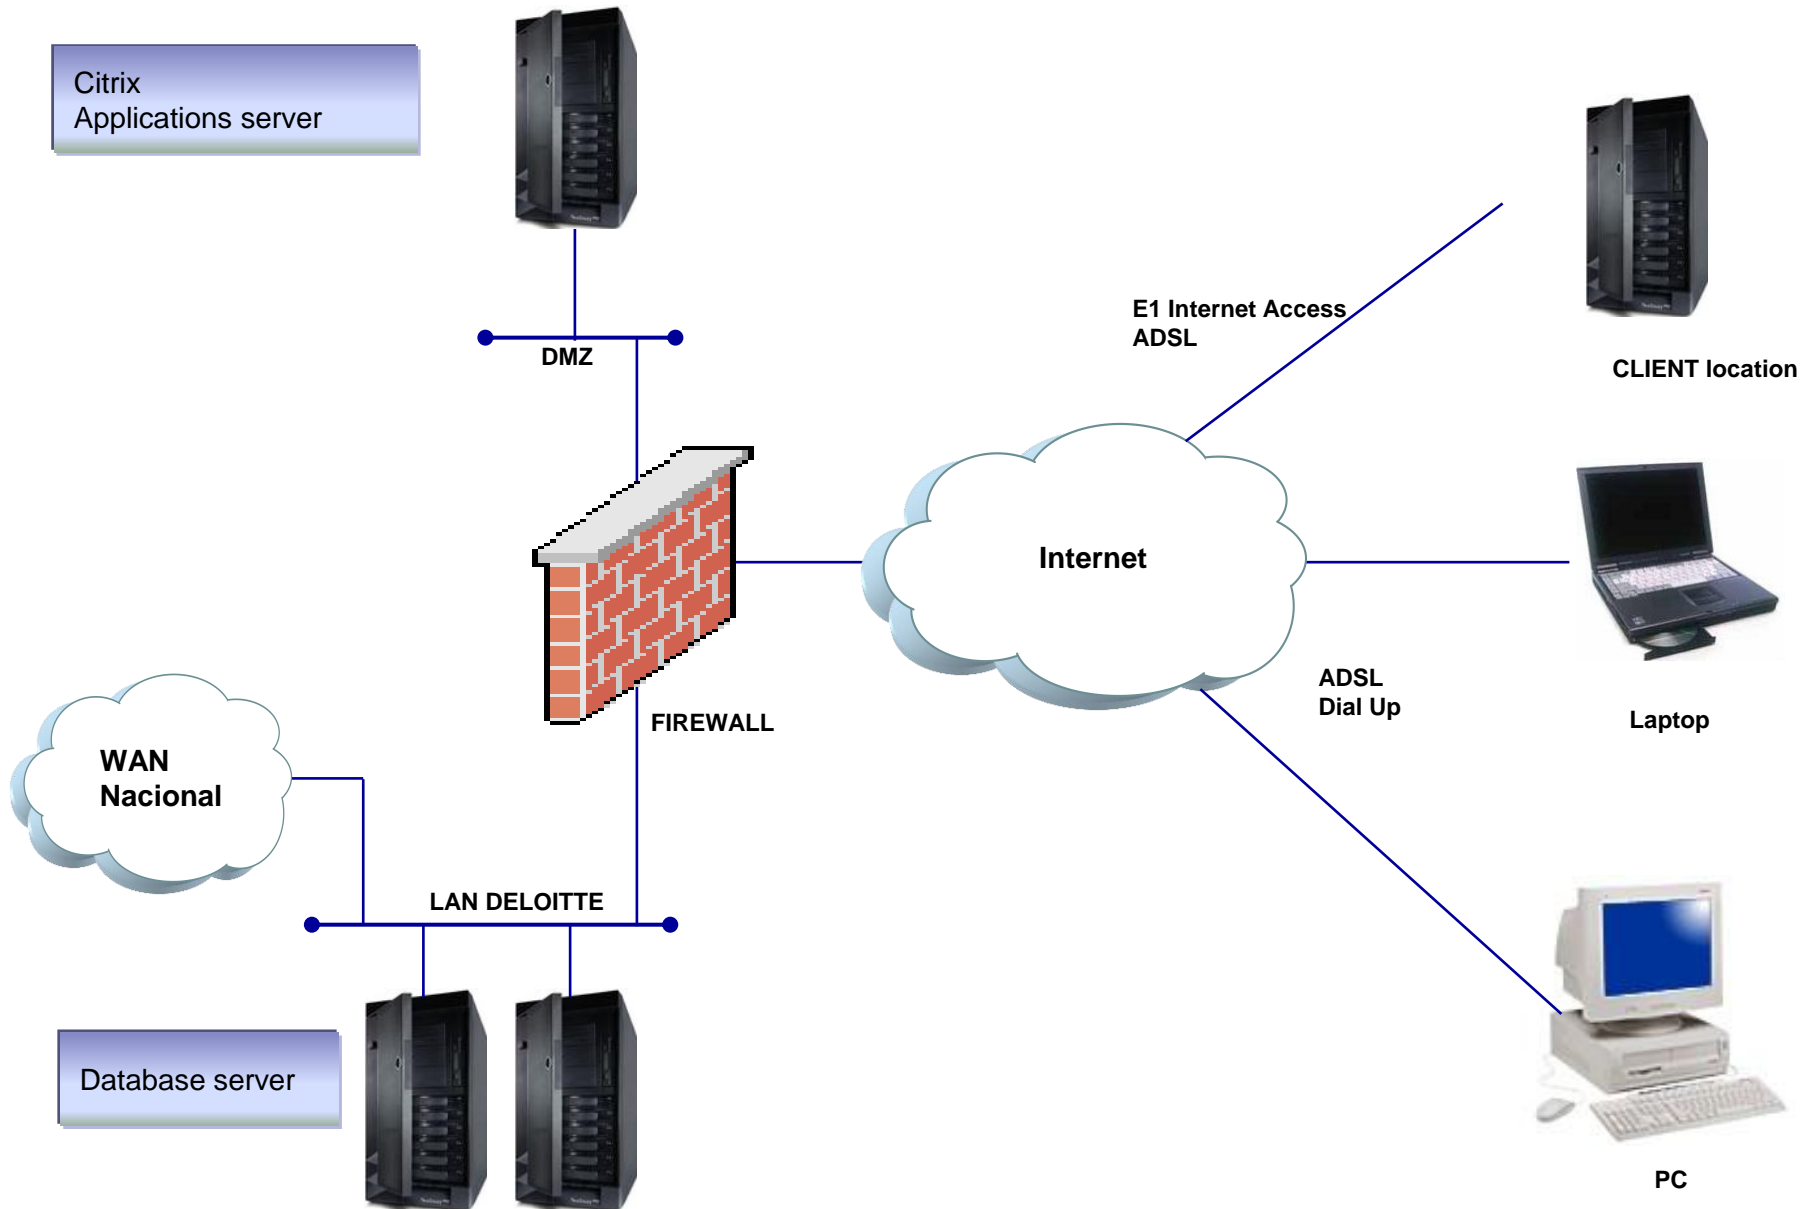 Citrix
Applications server
E1 Internet Access
ADSL
DMZ
CLIENT location
Internet
ADSL
Dial Up
Laptop
FIREWALL
WAN
Nacional
LAN DELOITTE
Database server
PC